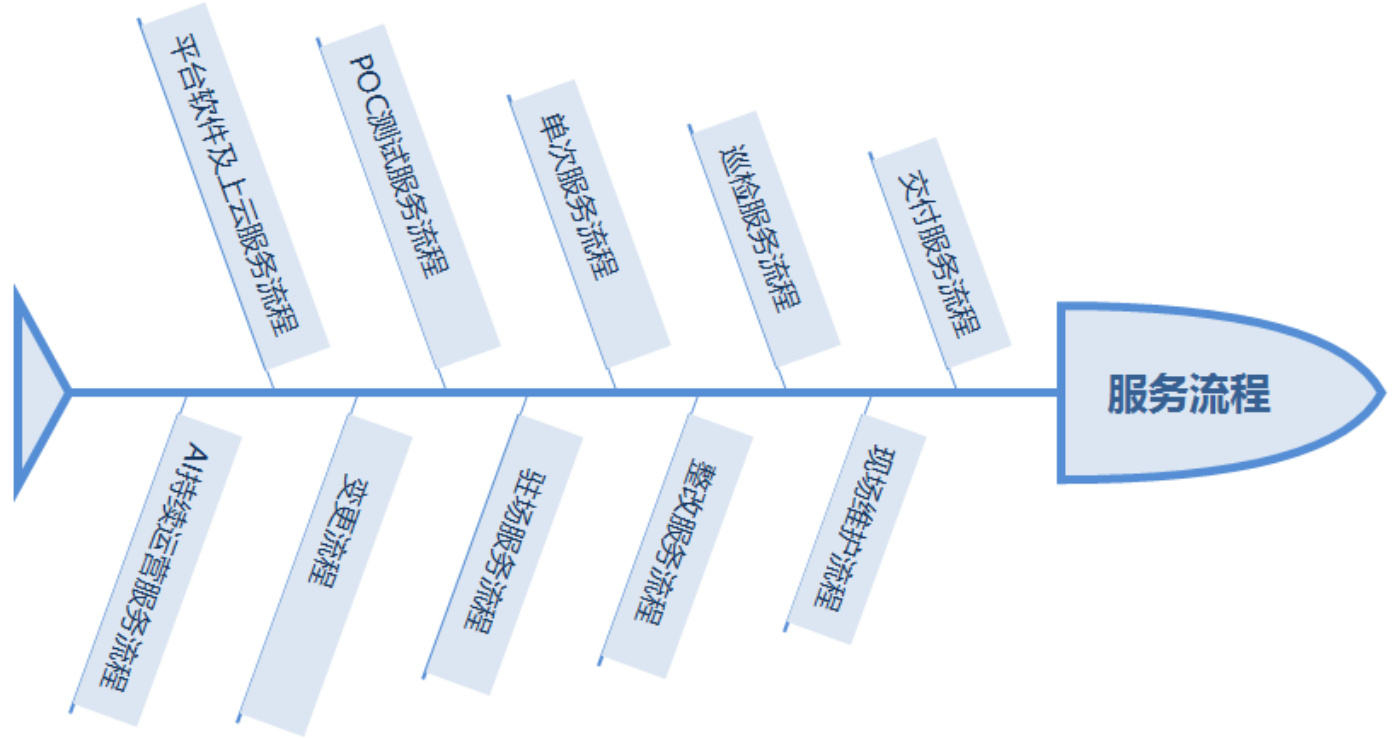 平台软件及上云服务流程
POC测试服务流程
单次服务流程
巡检服务流程
交付服务流程
服务流程
AI持续运营服务流程
变更流程
驻场服务流程
整改服务流程
现场维护流程